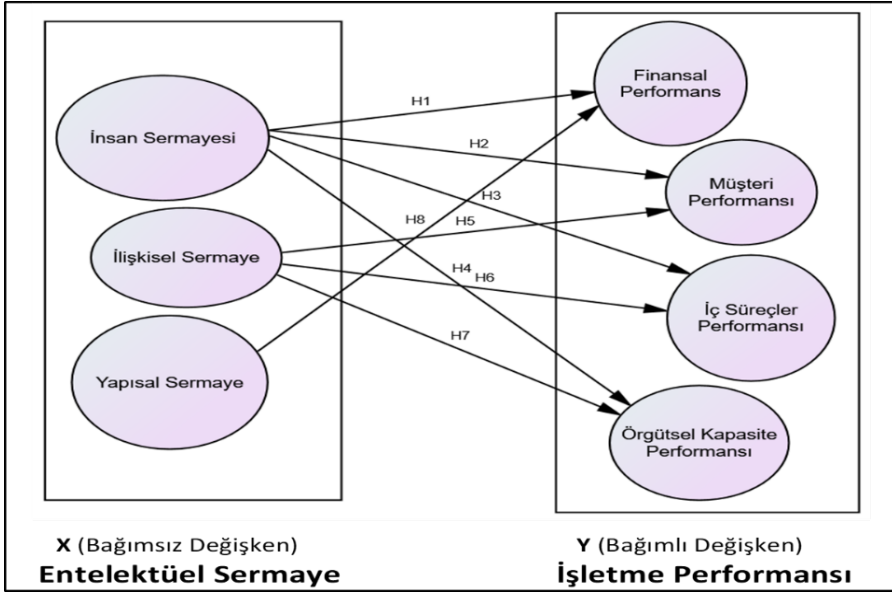 İnsan Sermayesi
İlişkisel Sermaye
Yapısal Sermaye
H1
H2
H3
H8
H5
H4
H6
H7
Finansal
Performans
Müşteri
Performansı
İç Süreçler
Performansı
Örgütsel Kapasite
Performansı
X (Bağımsız Değişken)
Entelektüel Sermaye
Y (Bağımlı Değişken)
İşletme Performansı